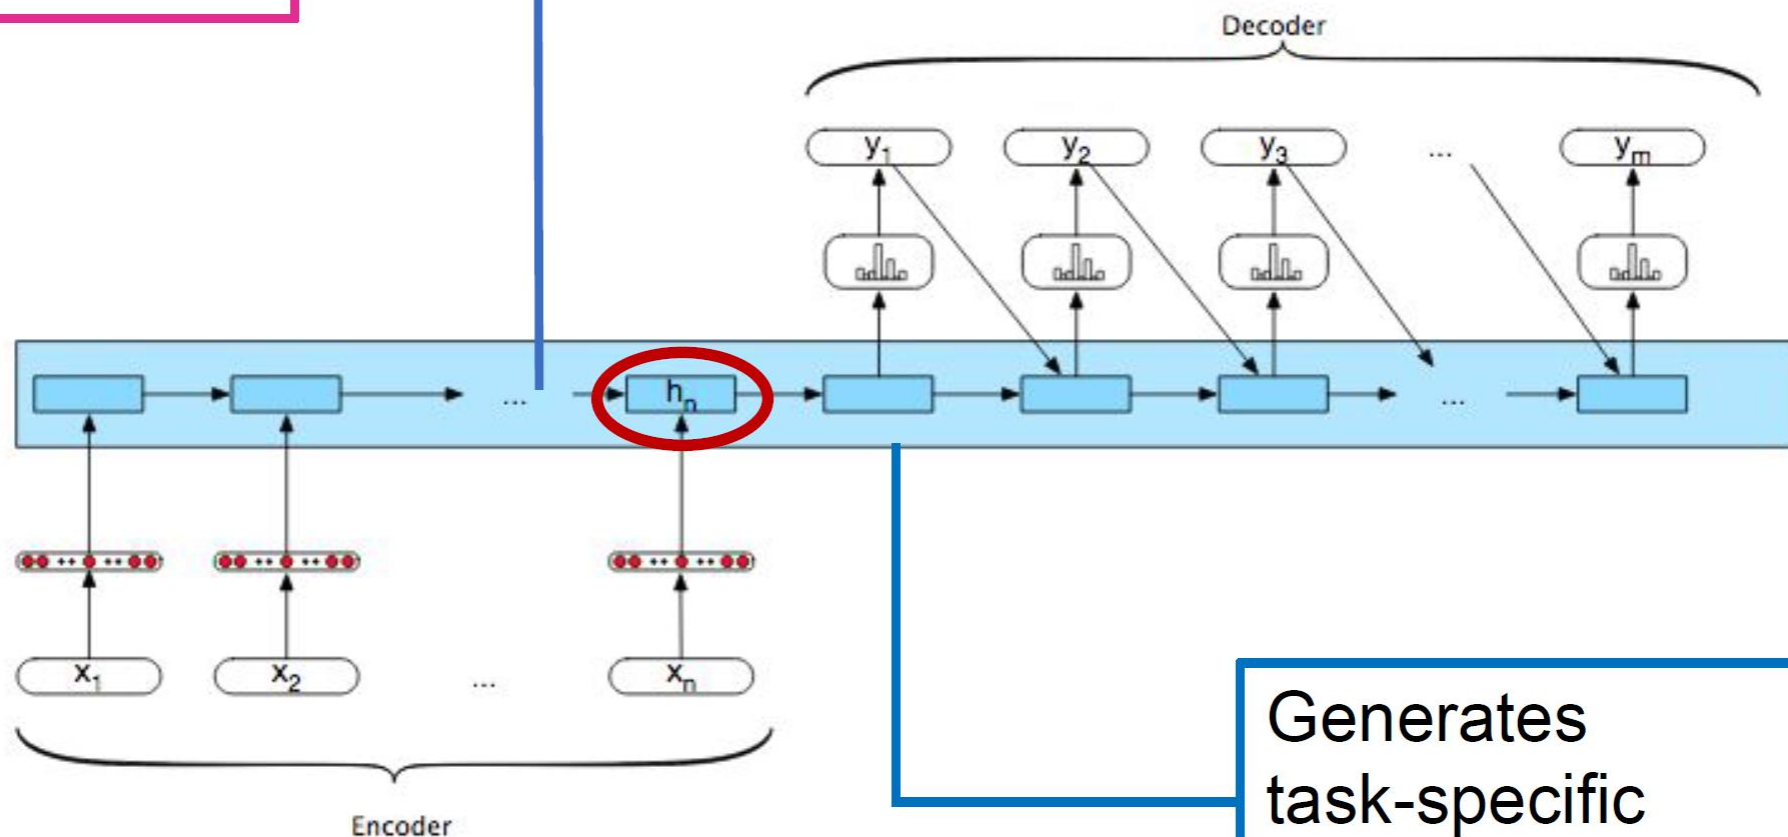 Decoder
y1 y2 y3 ... ym
... hn ...
x1 x2 ... xn
Encoder
Generates
task-specific